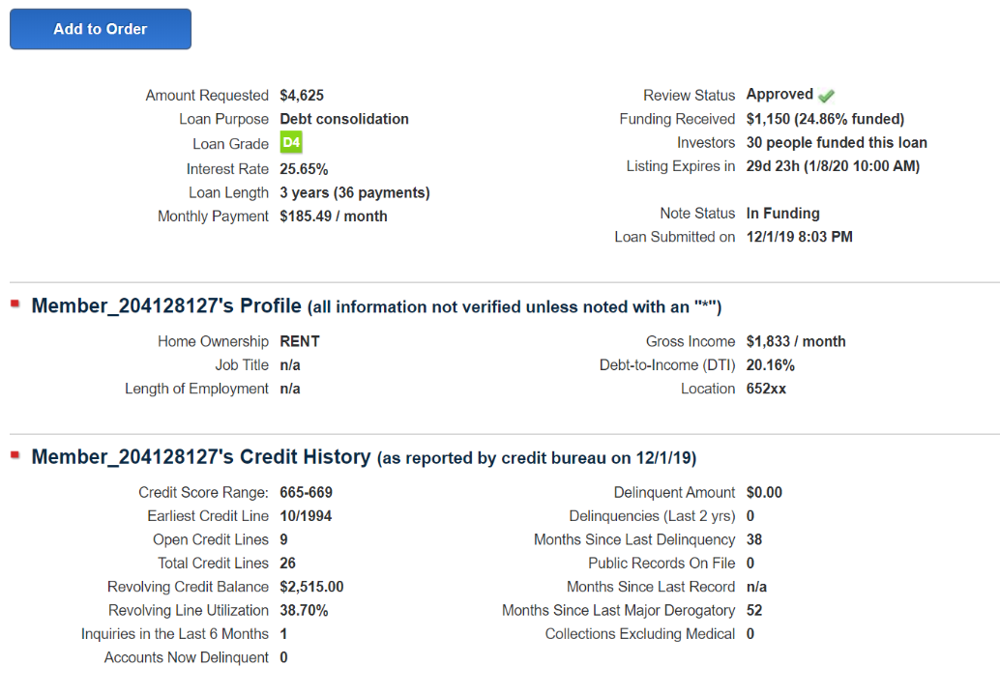 Add to Order
Amount Requested $4,625
Loan Purpose Debt consolidation
Loan Grade D4
Interest Rate 25.65%
Loan Length 3 years (36 payments)
Monthly Payment $185.49 / month
Review Status Approved
Funding Received $1,150 (24.86% funded)
Investors 30 people funded this loan
Listing Expires in 29d 23h (1/8/20 10:00 AM)
Note Status In Funding
Loan Submitted on 12/1/19 8:03 PM
Member_204128127's Profile (all information not verified unless noted with an "*")
Home Ownership RENT
Job Title n/a
Length of Employment n/a
Gross Income $1,833 / month
Debt-to-Income (DTI) 20.16%
Location 652xx
Member_204128127's Credit History (as reported by credit bureau on 12/1/19)
Credit Score Range: 665-669
Earliest Credit Line 10/1994
Open Credit Lines 9
Total Credit Lines 26
Revolving Credit Balance $2,515.00
Revolving Line Utilization 38.70%
Inquiries in the Last 6 Months 1
Accounts Now Delinquent 0
Delinquent Amount $0.00
Delinquencies (Last 2 yrs) 0
Months Since Last Delinquency 38
Public Records On File 0
Months Since Last Record n/a
Months Since Last Major Derogatory 52
Collections Excluding Medical 0